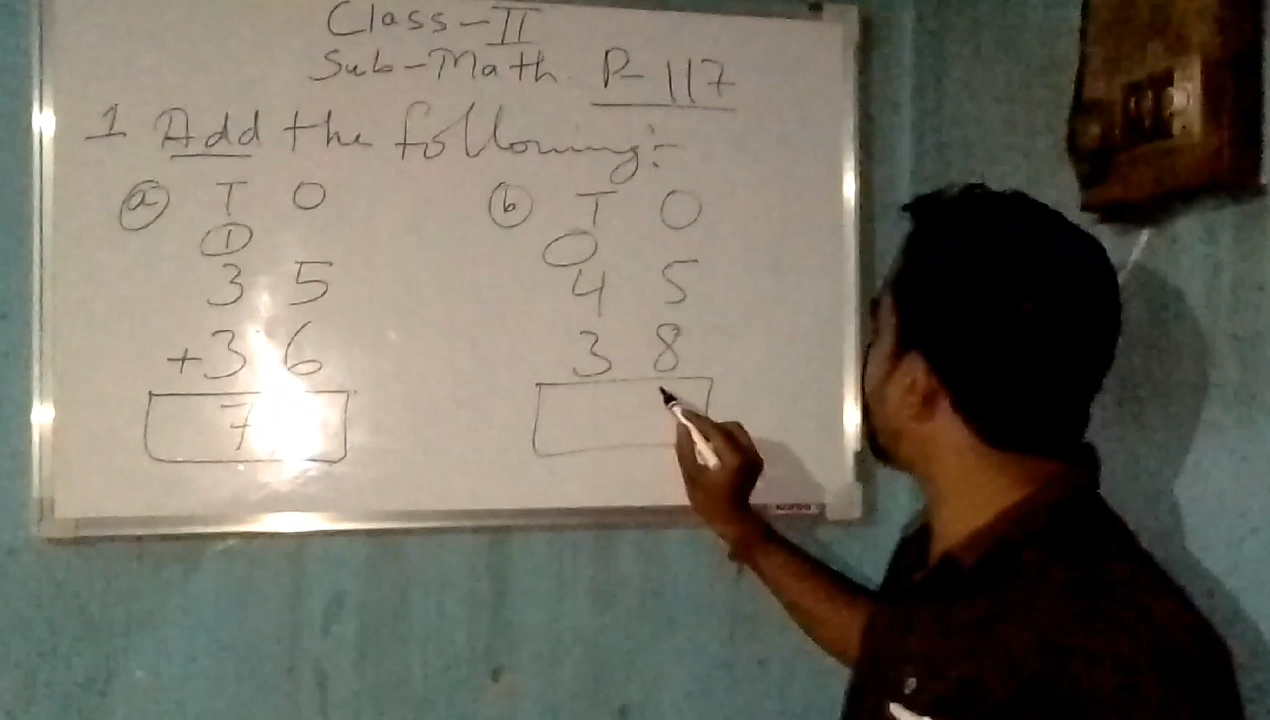 Class-II
Sub-Math P-117
1 Add the following:-
a T O b T O
1
3 5 4 5
+3 6 3 8
7